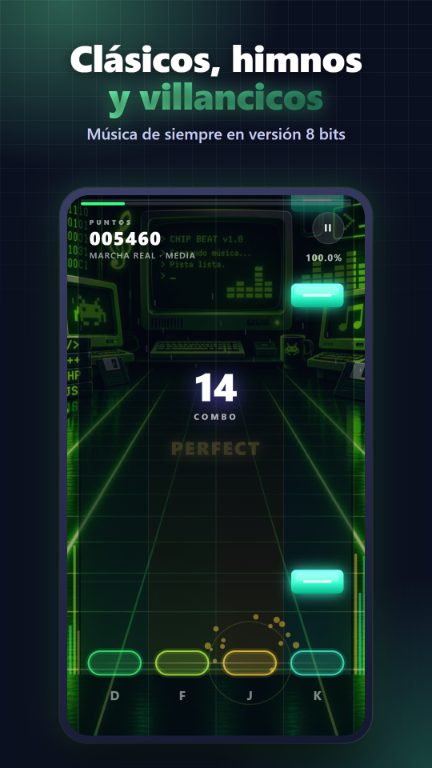 Clásicos, himnos
y villancicos
Música de siempre en versión 8 bits
PUNTOS
005460
MARCHA REAL · MEDIA
100.0%
> CHIP BEAT v1.0
música...
> Pista lista.
> _
14
COMBO
PERFECT
D F J K